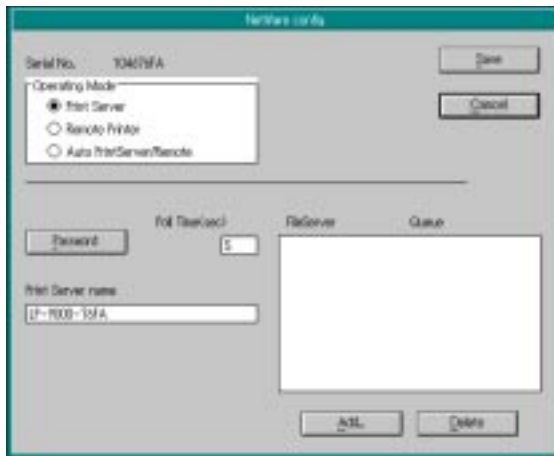 NetWare config
Serial No. 104676FA
Save
Operating Mode
Print Server
Cancel
Remote Printer
Auto PrintServer/Remote
Poll Time(sec)
FileServer Queue
Password
5
Print Server name
Add...
Delete